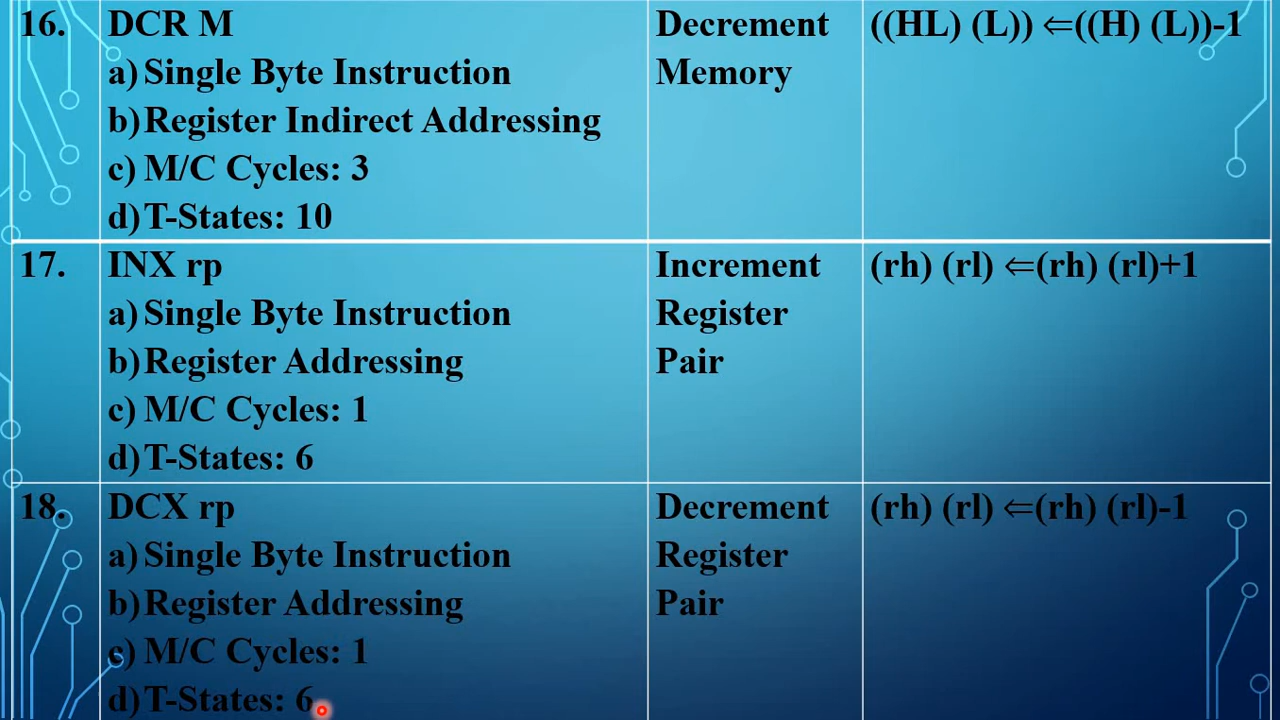 16. DCR M Decrement ((HL) (L)) ⇐((H) (L))-1
a) Single Byte Instruction Memory
b) Register Indirect Addressing
c) M/C Cycles: 3
d) T-States: 10
17. INX rp Increment (rh) (rl) ⇐(rh) (rl)+1
a) Single Byte Instruction Register
b) Register Addressing Pair
c) M/C Cycles: 1
d) T-States: 6
18. DCX rp Decrement (rh) (rl) ⇐(rh) (rl)-1
a) Single Byte Instruction Register
b) Register Addressing Pair
c) M/C Cycles: 1
d) T-States: 6